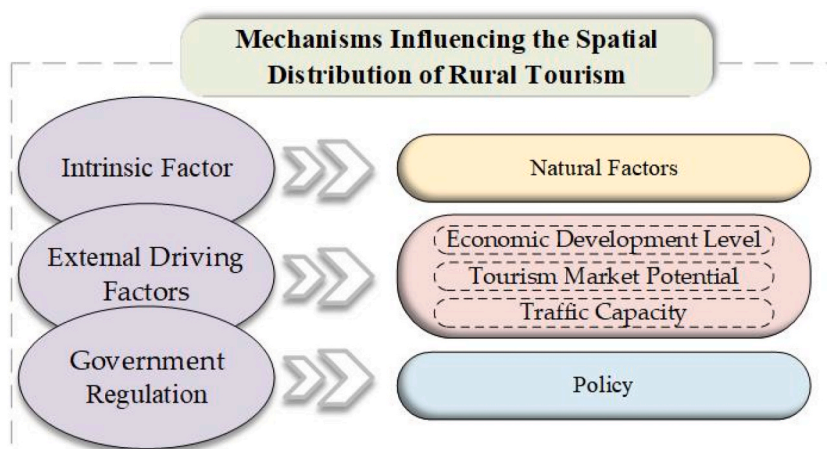 Mechanisms Influencing the Spatial
Distribution of Rural Tourism
Intrinsic Factor
Natural Factors
External Driving
Factors
Economic Development Level
Tourism Market Potential
Traffic Capacity
Government
Regulation
Policy